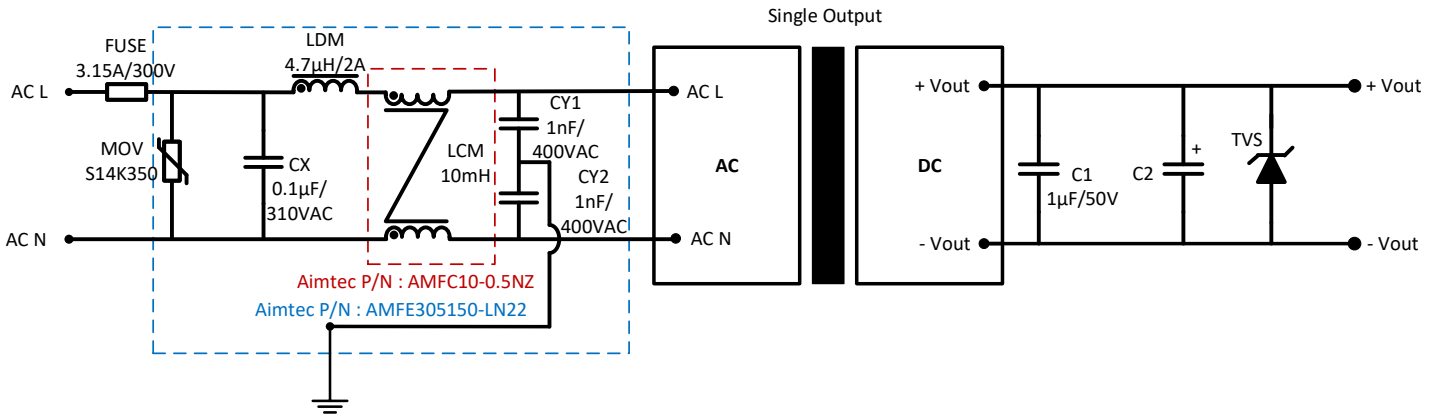 Single Output
FUSE
3.15A/300V
LDM
4.7µH/2A
AC L
MOV
S14K350
CX
0.1µF/
310VAC
LCM
10mH
CY1
1nF/
400VAC
CY2
1nF/
400VAC
AC N
Aimtec P/N : AMFC10-0.5NZ
Aimtec P/N : AMFE305150-LN22
AC L
AC
AC N
+ Vout
DC
- Vout
C1
1µF/50V
C2
+
TVS
+ Vout
- Vout